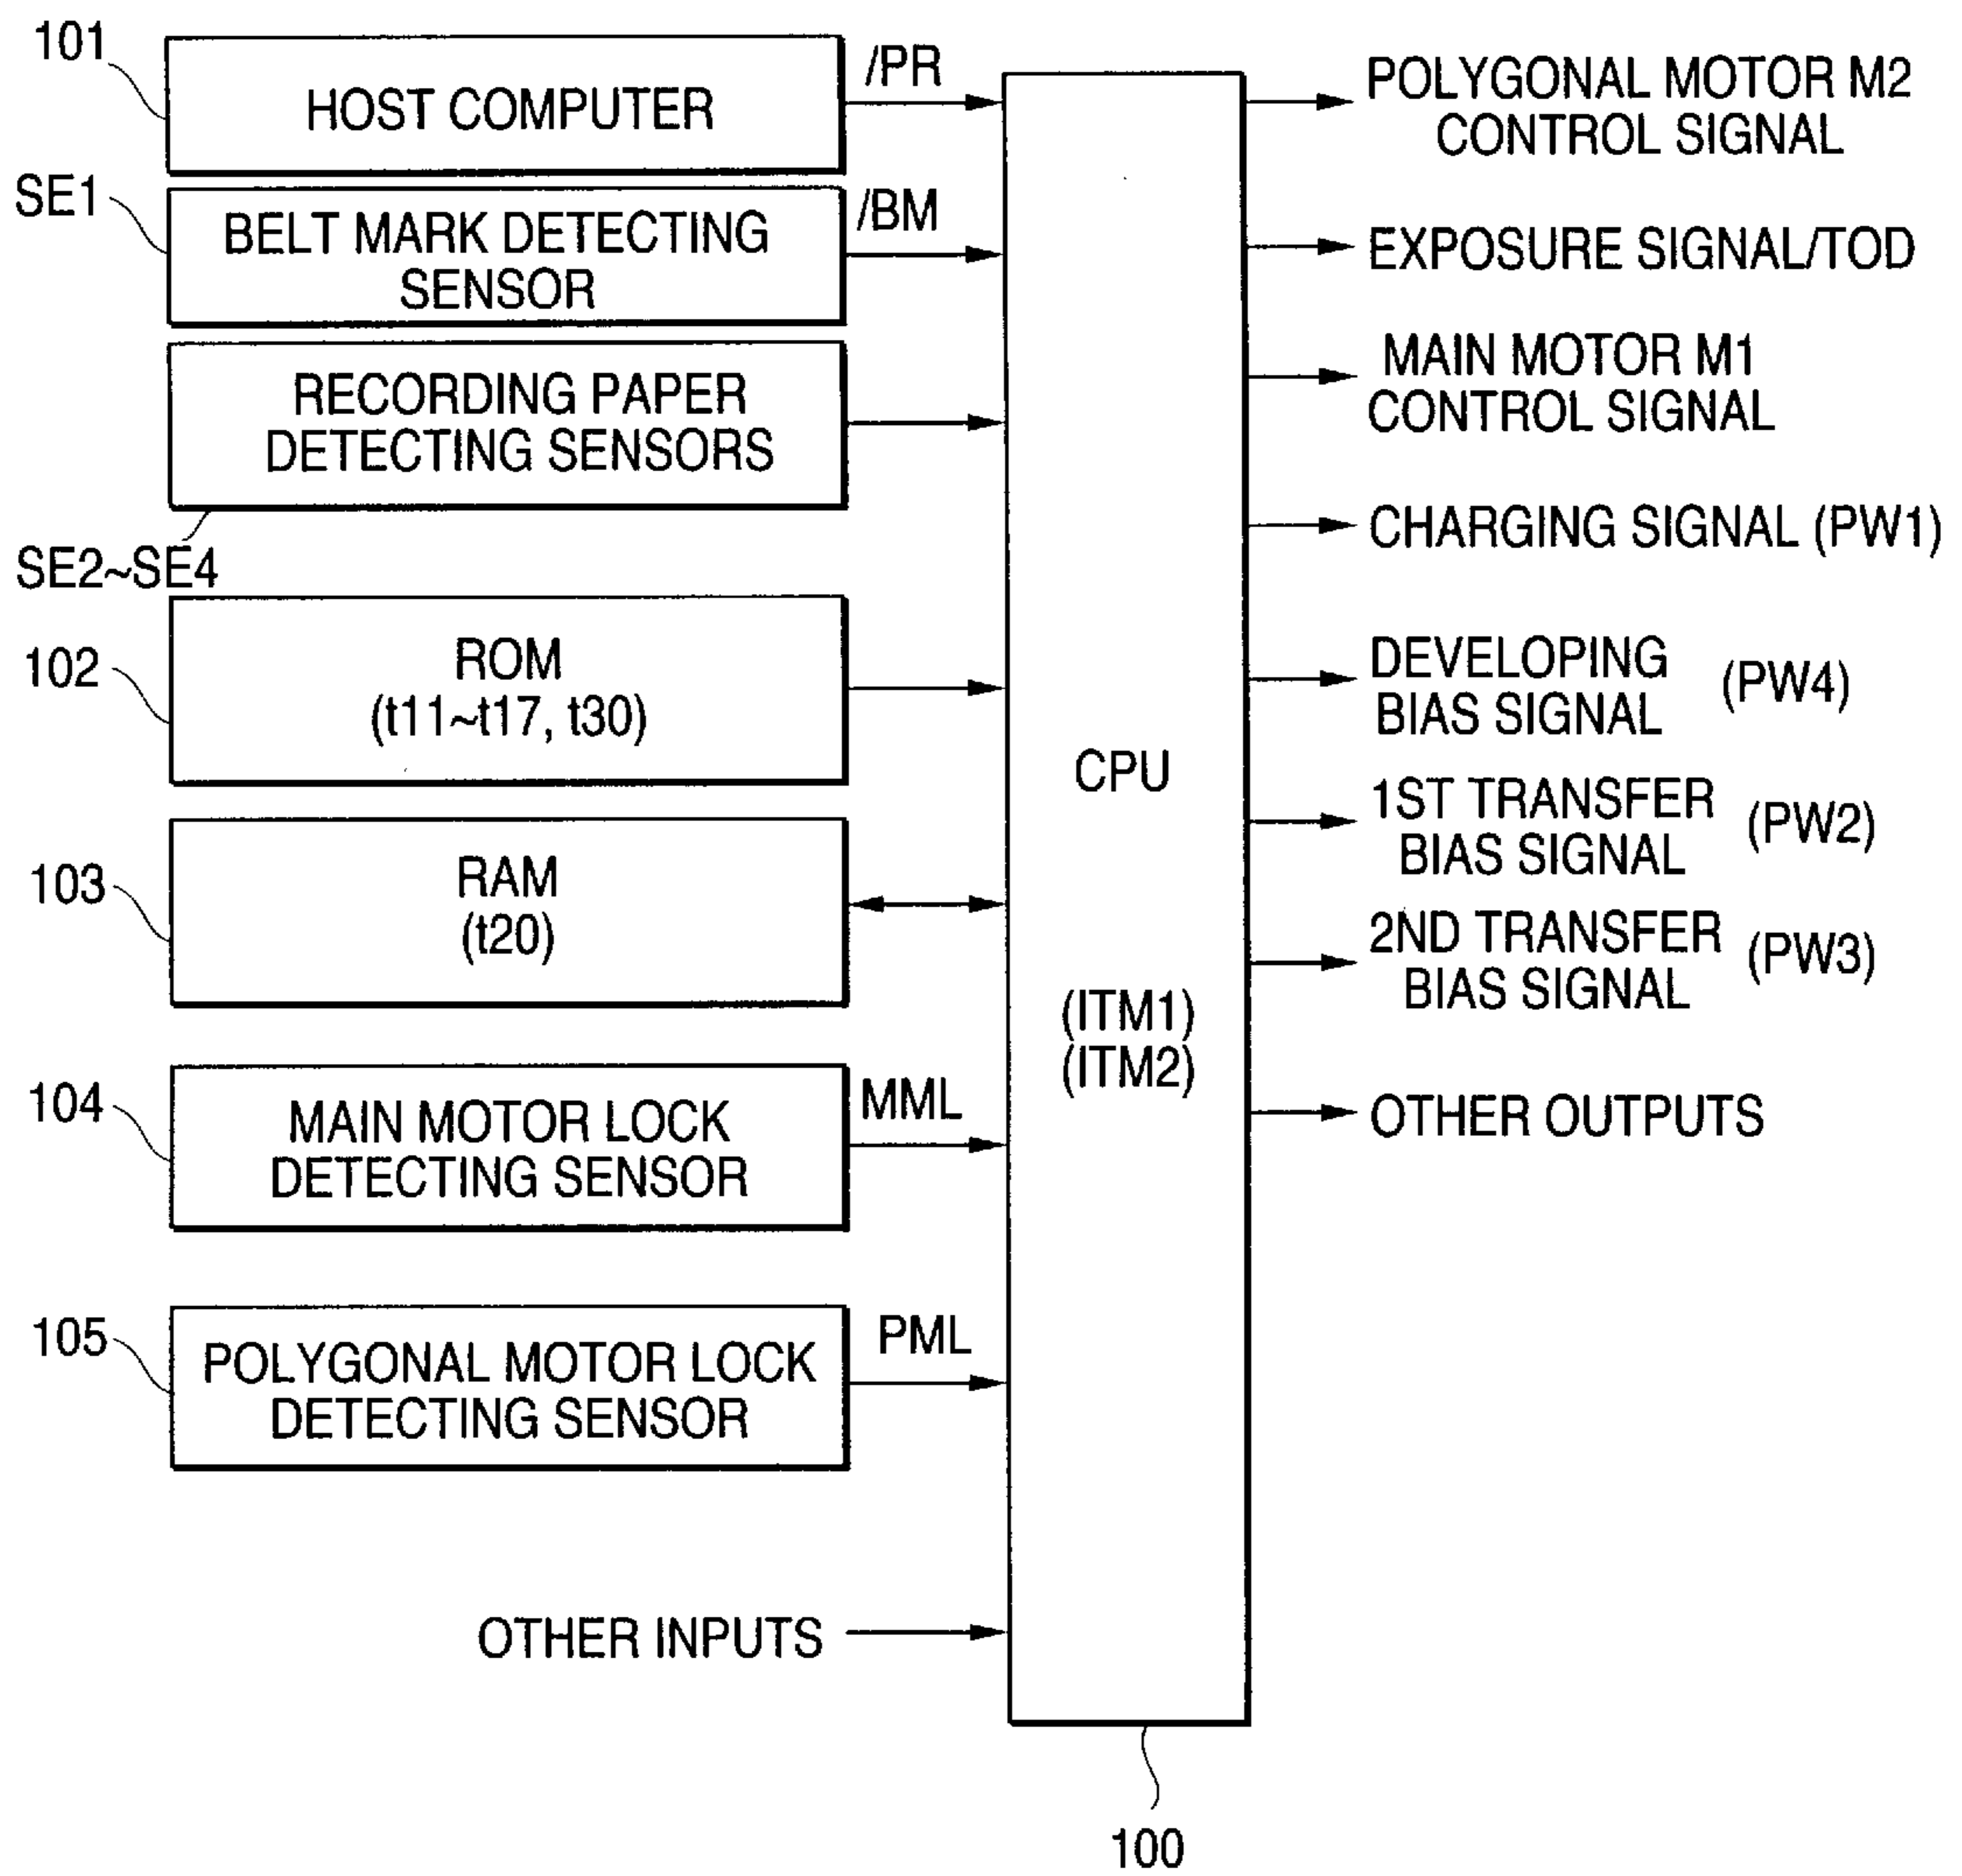 101
HOST COMPUTER
/PR
SE1
BELT MARK DETECTING
SENSOR
/BM
RECORDING PAPER
DETECTING SENSORS
SE2~SE4
102
ROM
(t11~t17, t30)
103
RAM
(t20)
104
MAIN MOTOR LOCK
DETECTING SENSOR
MML
105
POLYGONAL MOTOR LOCK
DETECTING SENSOR
PML
OTHER INPUTS
CPU
(ITM1)
(ITM2)
100
POLYGONAL MOTOR M2
CONTROL SIGNAL
EXPOSURE SIGNAL/TOD
MAIN MOTOR M1
CONTROL SIGNAL
CHARGING SIGNAL (PW1)
DEVELOPING
BIAS SIGNAL
(PW4)
1ST TRANSFER
BIAS SIGNAL
(PW2)
2ND TRANSFER
BIAS SIGNAL
(PW3)
OTHER OUTPUTS